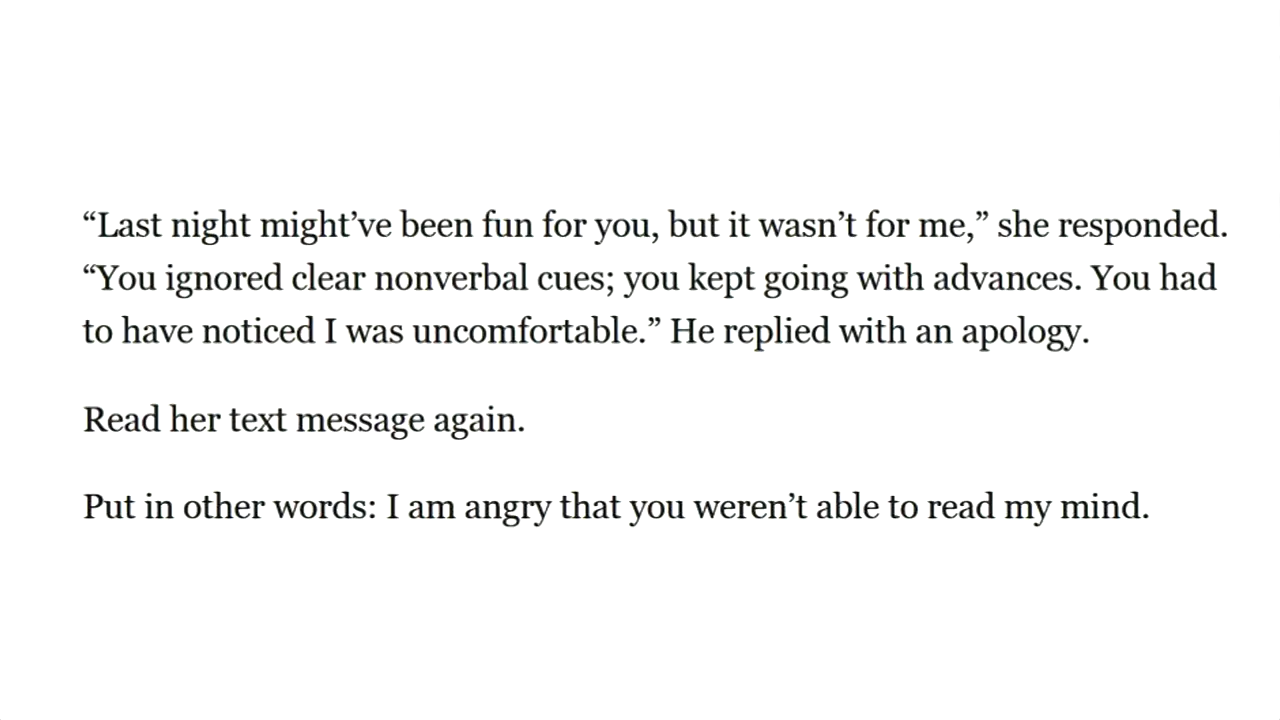 “Last night might’ve been fun for you, but it wasn’t for me,” she responded.
“You ignored clear nonverbal cues; you kept going with advances. You had
to have noticed I was uncomfortable.” He replied with an apology.
Read her text message again.
Put in other words: I am angry that you weren’t able to read my mind.